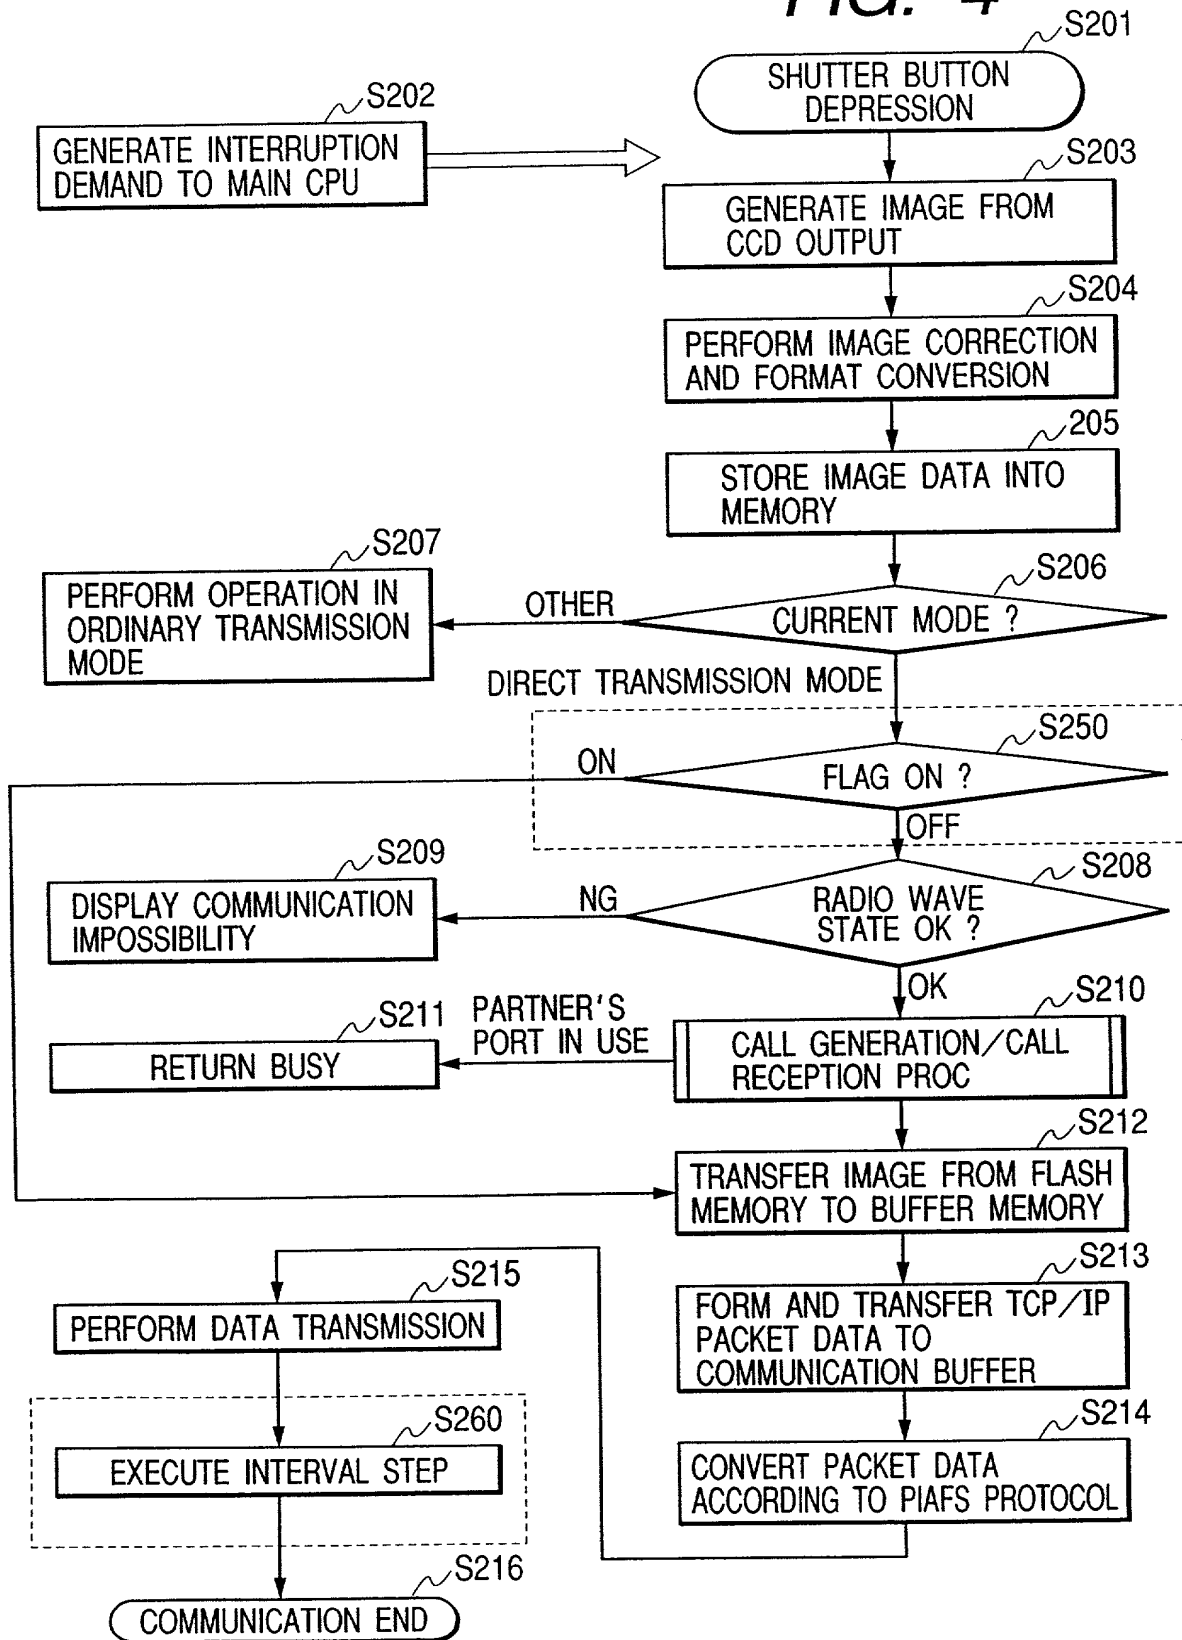 FIG. 4
S201
SHUTTER BUTTON
DEPRESSION
S202
GENERATE INTERRUPTION
DEMAND TO MAIN CPU
S203
GENERATE IMAGE FROM
CCD OUTPUT
S204
PERFORM IMAGE CORRECTION
AND FORMAT CONVERSION
205
STORE IMAGE DATA INTO
MEMORY
S206
CURRENT MODE ?
OTHER
S207
PERFORM OPERATION IN
ORDINARY TRANSMISSION
MODE
DIRECT TRANSMISSION MODE
S250
FLAG ON ?
ON
OFF
S208
RADIO WAVE
STATE OK ?
NG
S209
DISPLAY COMMUNICATION
IMPOSSIBILITY
OK
S210
CALL GENERATION/CALL
RECEPTION PROC
PARTNER'S
PORT IN USE
S211
RETURN BUSY
S212
TRANSFER IMAGE FROM FLASH
MEMORY TO BUFFER MEMORY
S213
FORM AND TRANSFER TCP/IP
PACKET DATA TO
COMMUNICATION BUFFER
S214
CONVERT PACKET DATA
ACCORDING TO PIAFS PROTOCOL
S215
PERFORM DATA TRANSMISSION
S260
EXECUTE INTERVAL STEP
S216
COMMUNICATION END